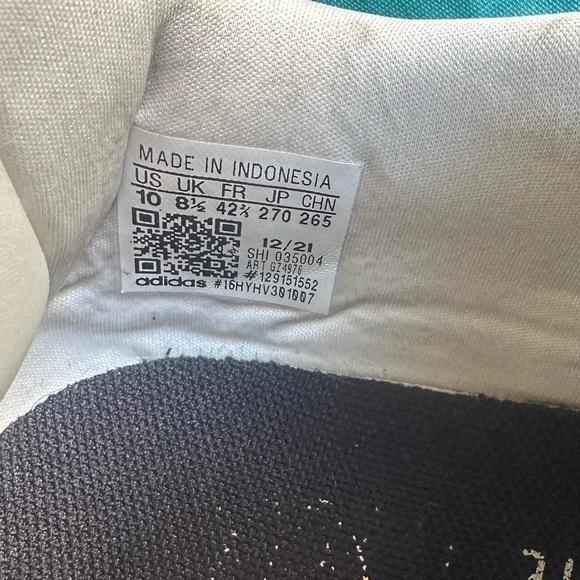 MADE IN INDONESIA
US UK FR JP CHN
10 8½ 42⅔ 270 265
12/21
SHI 035004
ART GZ4976
#129151552
adidas #16HYHV301007